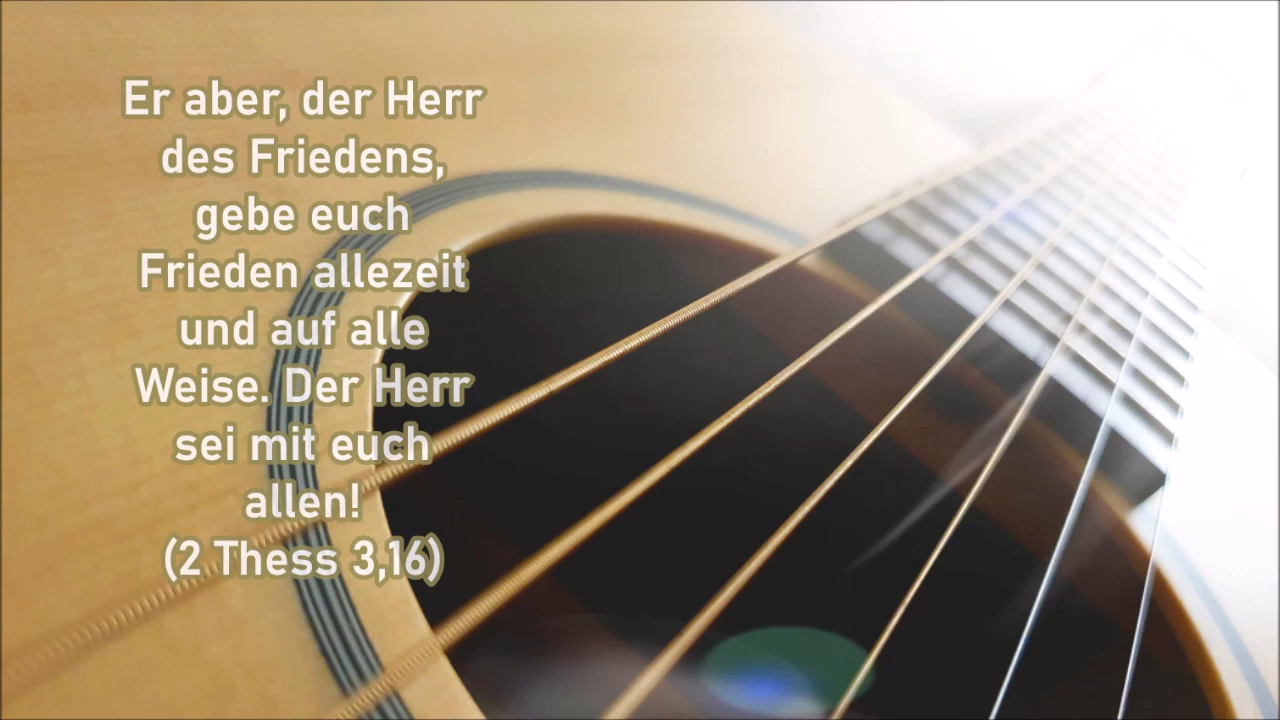 Er aber, der Herr
des Friedens,
gebe euch
Frieden allezeit
und auf alle
Weise. Der Herr
sei mit euch
allen!
(2 Thess 3,16)